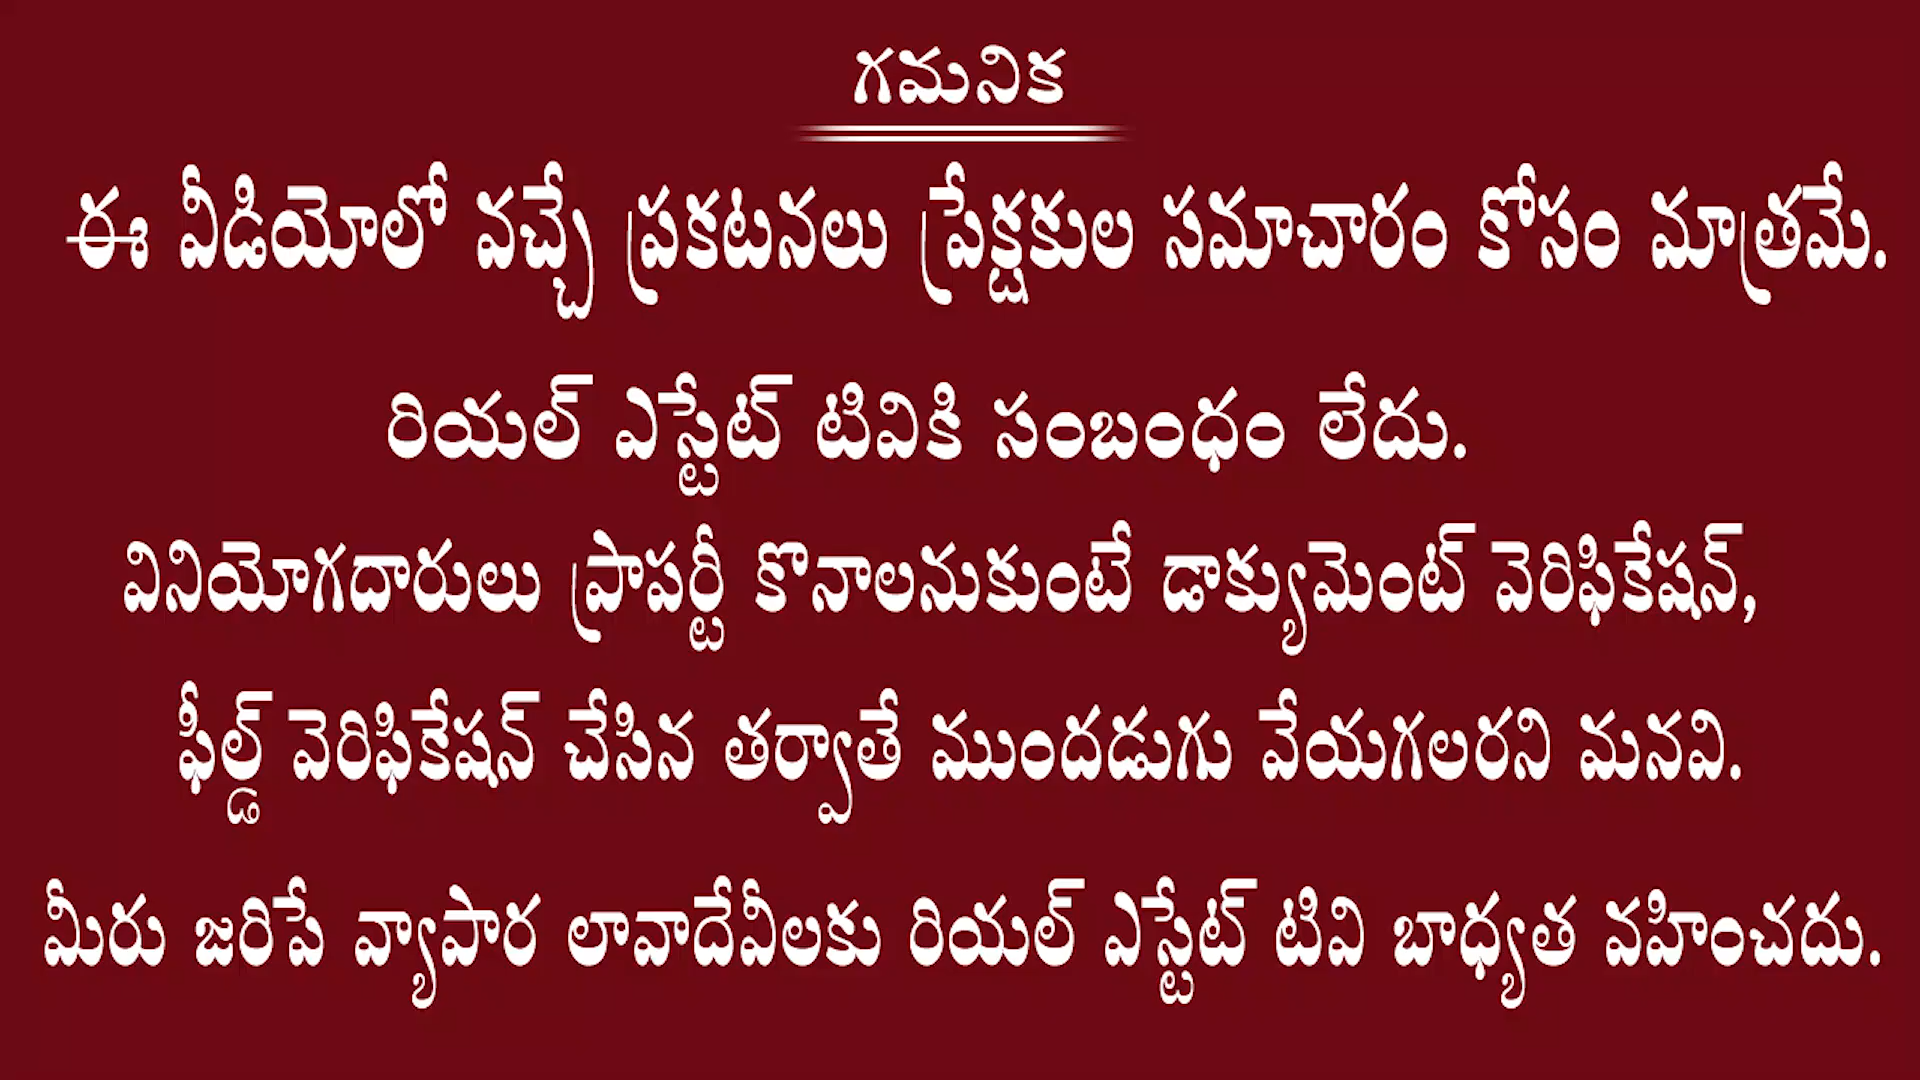 గమనిక
ఈ వీడియోలో వచ్చే ప్రకటనలు ప్రేక్షకుల సమాచారం కోసం మాత్రమే.
రియల్ ఎస్టేట్ టివికి సంబంధం లేదు.
వినియోగదారులు ప్రాపర్టీ కొనాలనుకుంటే డాక్యుమెంట్ వెరిఫికేషన్,
ఫీల్డ్ వెరిఫికేషన్ చేసిన తర్వాతే ముందడుగు వేయగలరని మనవి.
మీరు జరిపే వ్యాపార లావాదేవీలకు రియల్ ఎస్టేట్ టివి బాధ్యత వహించదు.